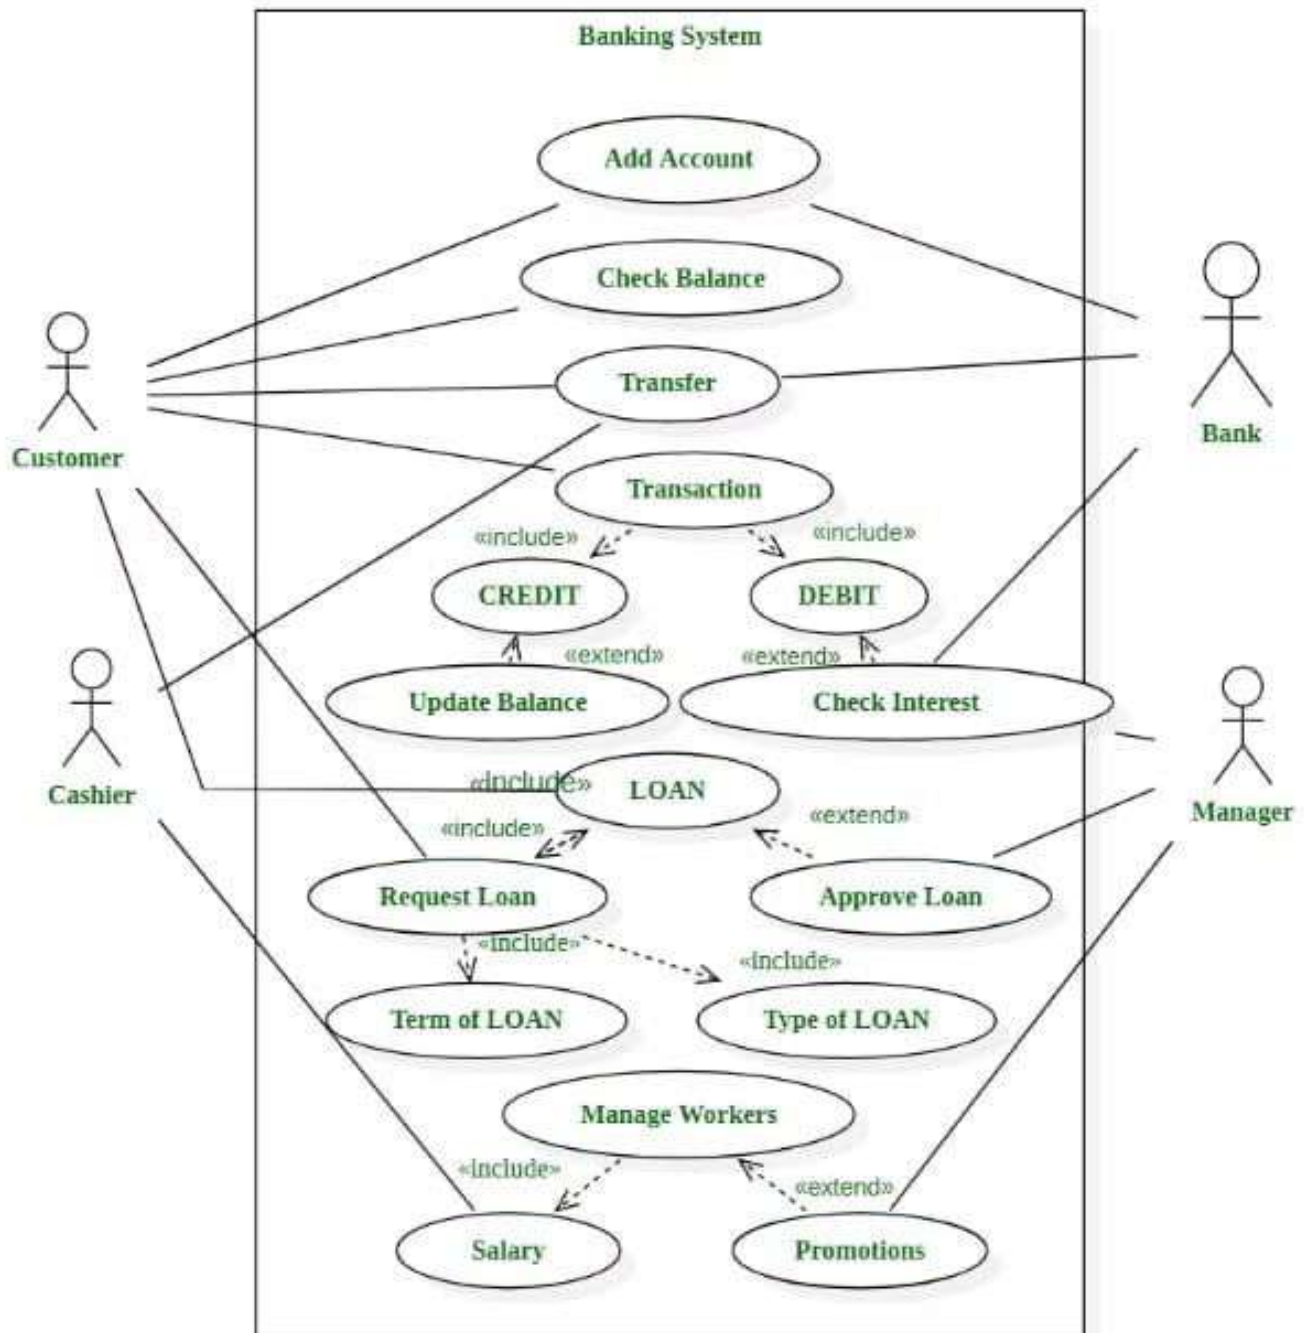 Banking System
Add Account
Check Balance
Transfer
Bank
Customer
Transaction
«include»
«include»
CREDIT
DEBIT
«extend»
«extend»
Update Balance
Check Interest
«include»
LOAN
Cashier
Manager
«include»
«extend»
Request Loan
Approve Loan
«include»
«include»
Term of LOAN
Type of LOAN
Manage Workers
«include»
«extend»
Salary
Promotions